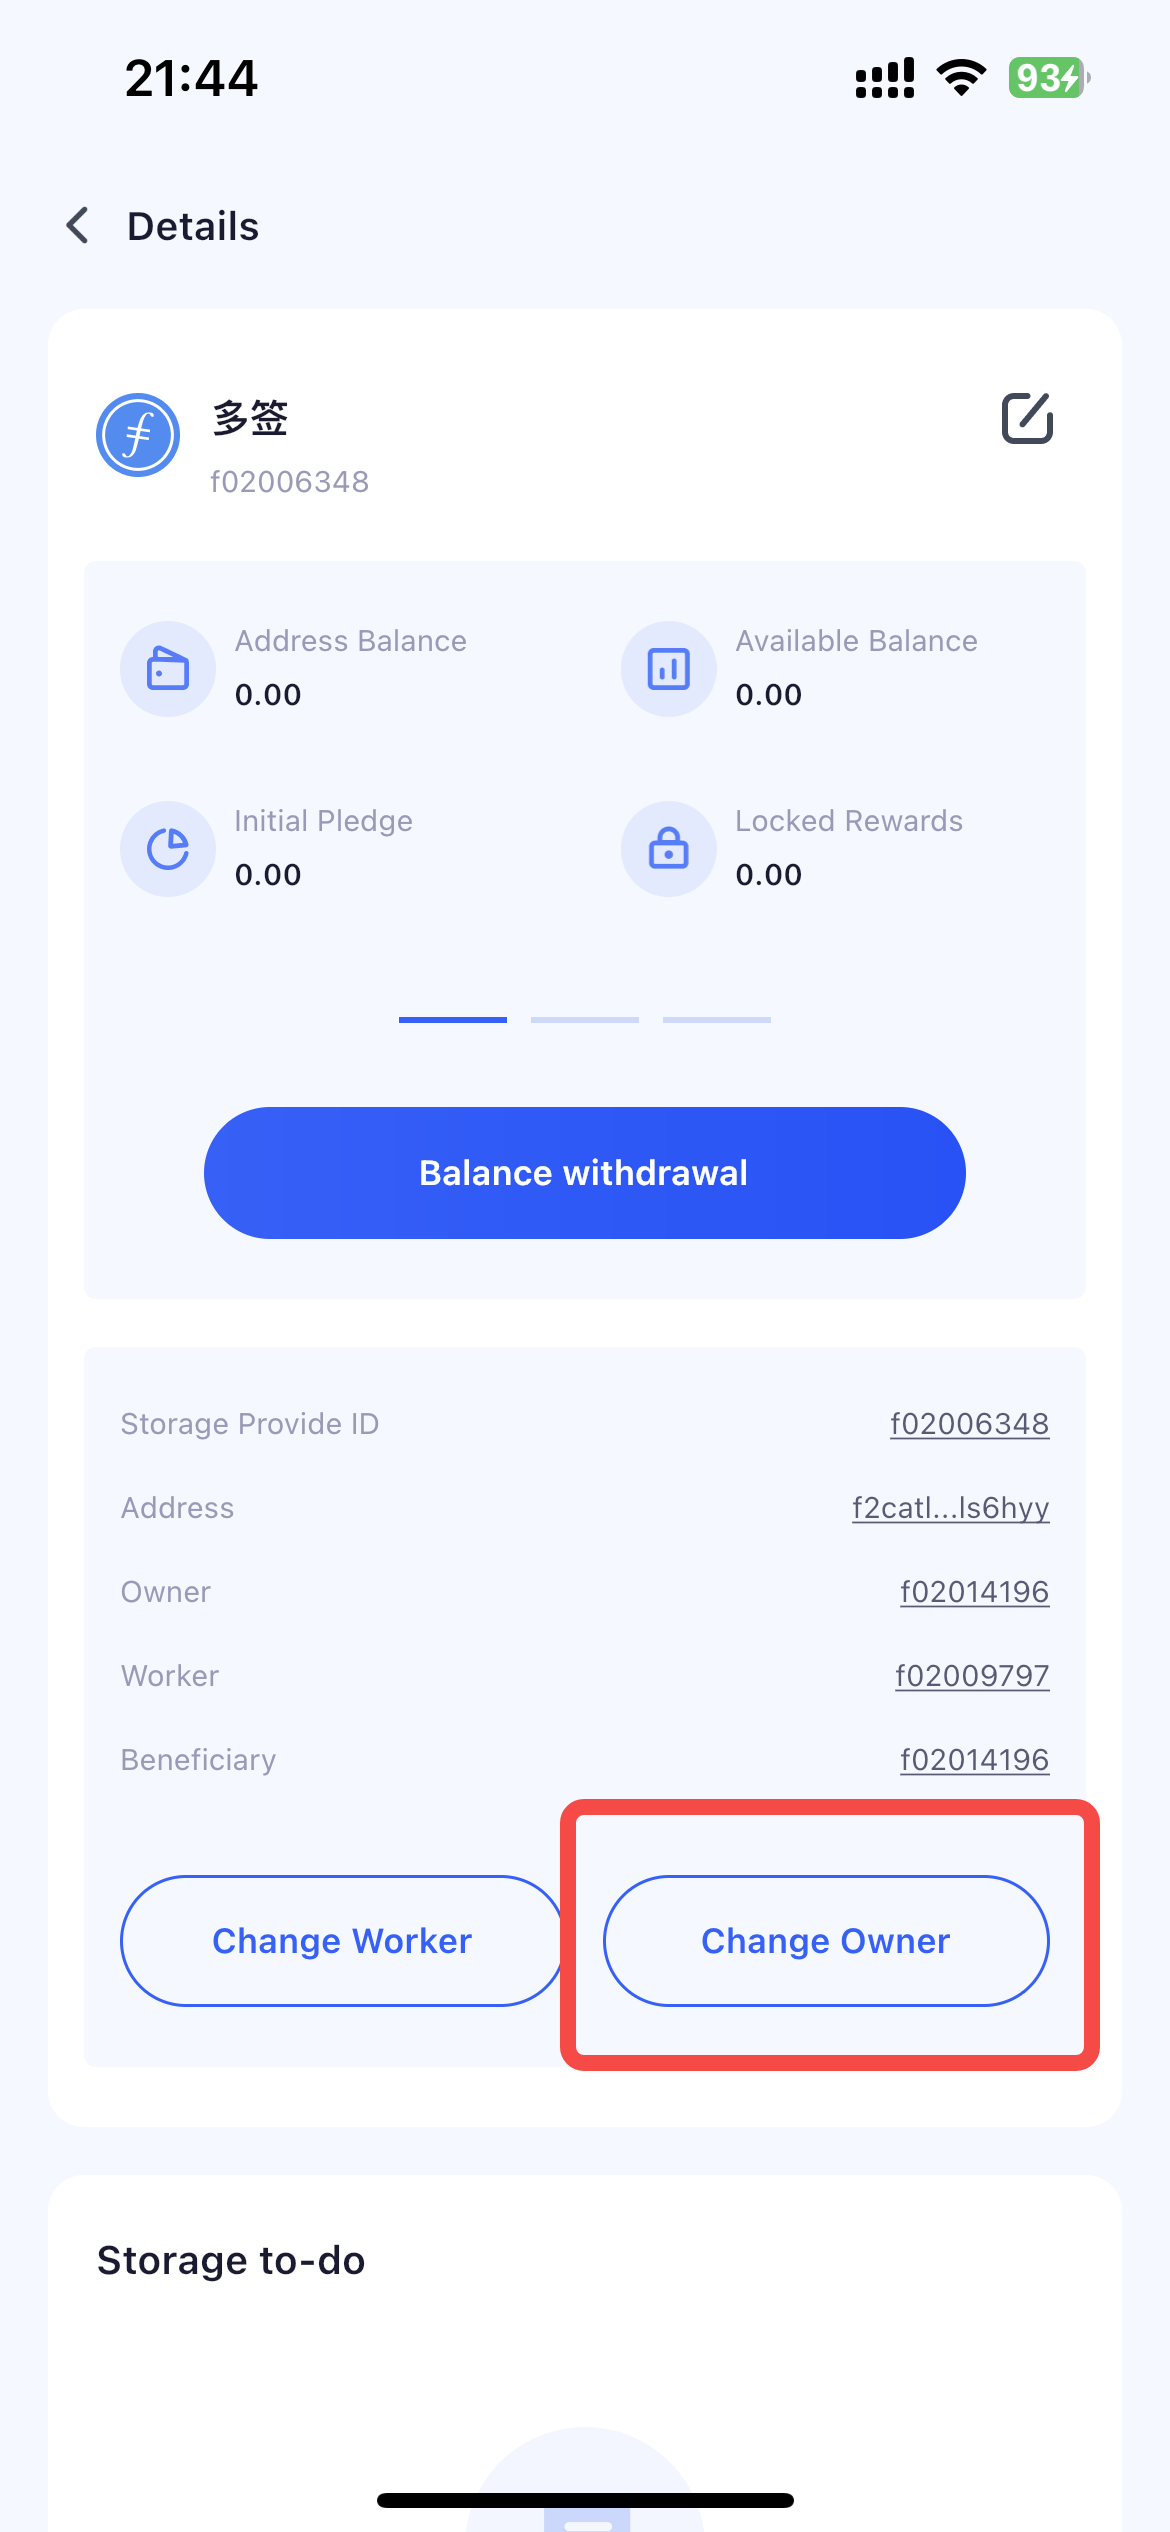 21:44
93
Details
多签
f02006348
Address Balance
0.00
Available Balance
0.00
Initial Pledge
0.00
Locked Rewards
0.00
Balance withdrawal
Storage Provide ID
f02006348
Address
f2catl...ls6hyy
Owner
f02014196
Worker
f02009797
Beneficiary
f02014196
Change Worker
Change Owner
Storage to-do